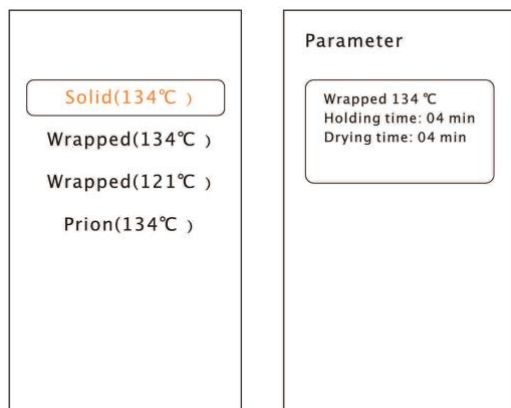 Solid(134℃ )
Wrapped(134℃ )
Wrapped(121℃ )
Prion(134℃ )
Parameter
Wrapped 134 ℃
Holding time: 04 min
Drying time: 04 min